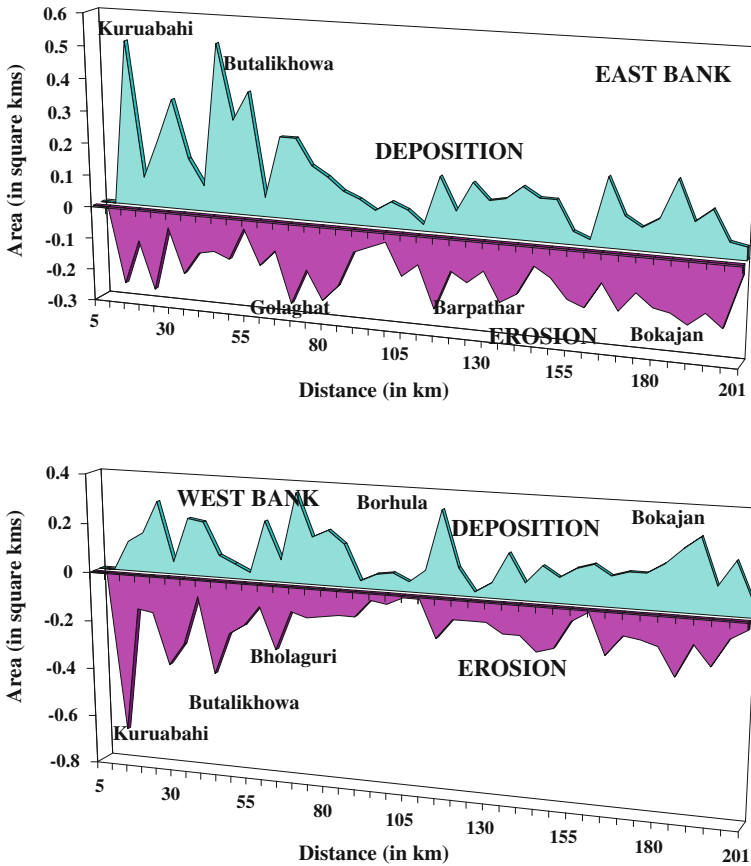 0.6
Kuruabahi
0.5
Butalikhowa
EAST BANK
0.4
0.3
DEPOSITION
0.2
0.1
0
-0.1
-0.2
-0.3
Golaghat
Barpathar
EROSION
Bokajan
5
30
55
80
105
130
155
180
201
Area (in square kms)
Distance (in km)
0.4
WEST BANK
Borhula
DEPOSITION
Bokajan
0.2
0
-0.2
Bholaguri
EROSION
-0.4
Butalikhowa
-0.6
Kuruabahi
-0.8
5
30
55
80
105
130
155
180
201
Area (in square kms)
Distance (in km)